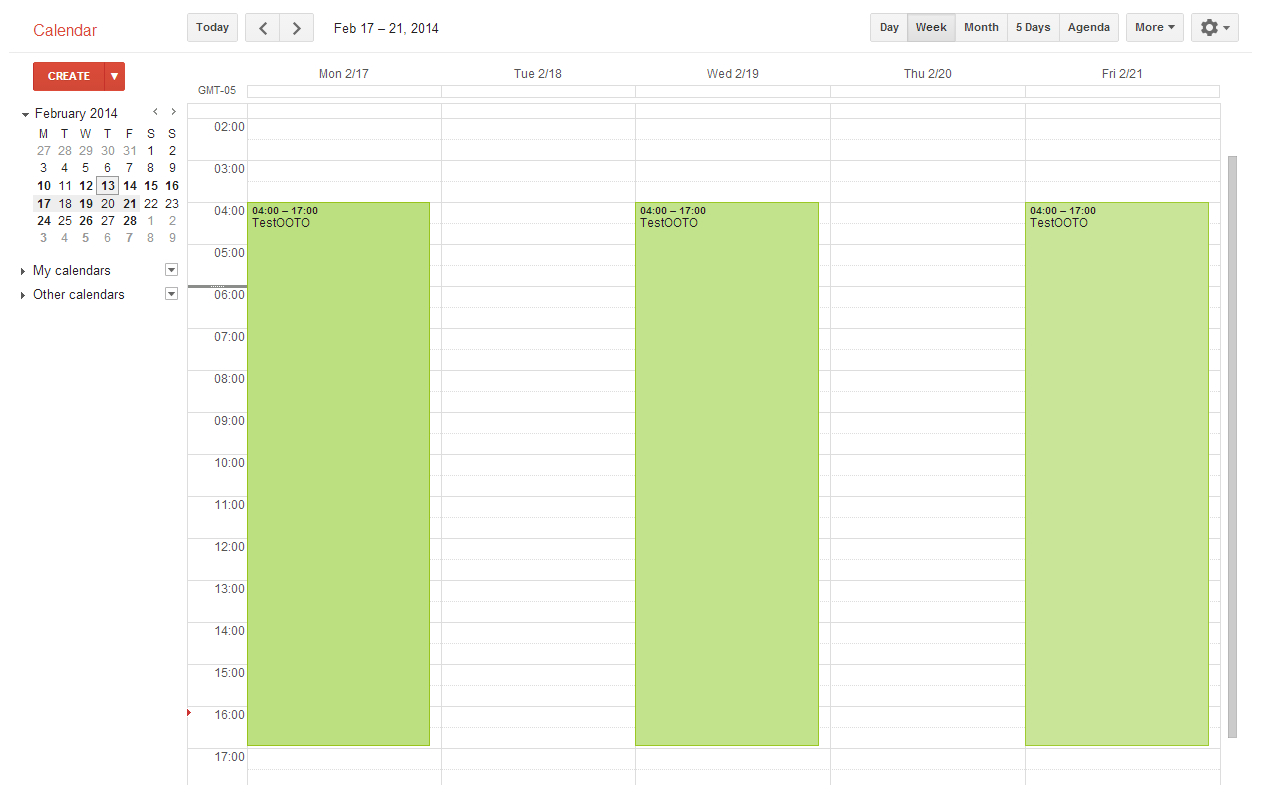 Calendar
Today
Feb 17 – 21, 2014
Day Week Month 5 Days Agenda
More
CREATE
February 2014
M T W T F S S
27 28 29 30 31 1 2
3 4 5 6 7 8 9
10 11 12 13 14 15 16
17 18 19 20 21 22 23
24 25 26 27 28 1 2
3 4 5 6 7 8 9
My calendars
Other calendars
Mon 2/17 Tue 2/18 Wed 2/19 Thu 2/20 Fri 2/21
GMT-05
02:00
03:00
04:00
04:00 – 17:00 04:00 – 17:00 04:00 – 17:00
TestOOTO TestOOTO TestOOTO
05:00
06:00
07:00
08:00
09:00
10:00
11:00
12:00
13:00
14:00
15:00
16:00
17:00